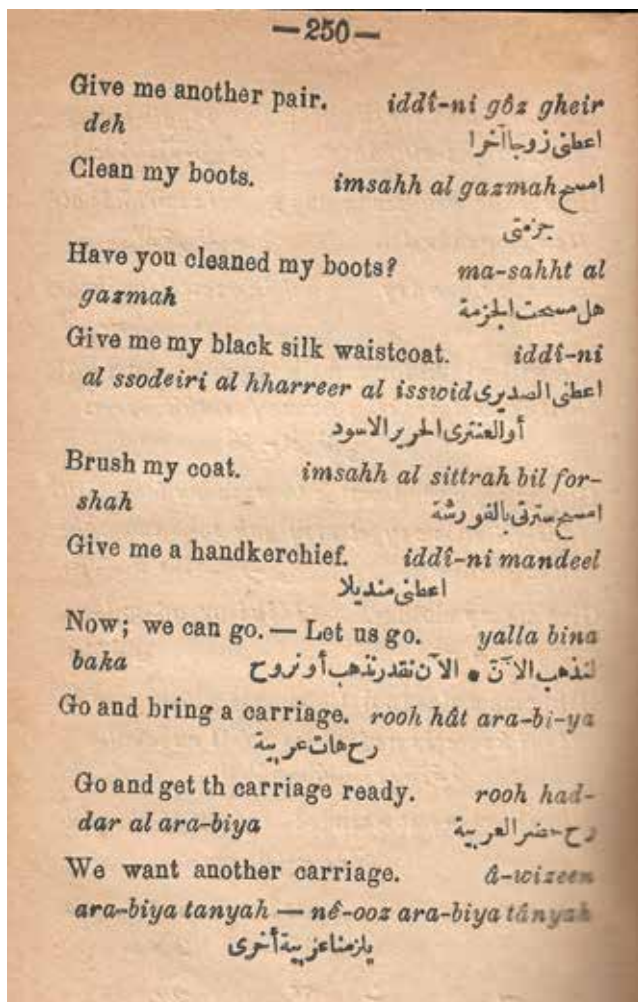 —250—
Give me another pair. iddî-ni gôz gheir
deh اعطنى زوجا آخرا
Clean my boots. imsahh al gazmah امسح
جزمتى
Have you cleaned my boots? ma-sahht al
gazmah هل مسحت الجزمة
Give me my black silk waistcoat. iddî-ni
al ssodeiri al hharreer al isswid اعطنى الصديرى
أوالعنترى الحرير الاسود
Brush my coat. imsahh al sittrah bil for-
shah امسح سترتى بالفورشة
Give me a handkerchief. iddî-ni mandeel
اعطنى منديلا
Now; we can go. — Let us go. yalla bina
baka لنذهب الآن • الآن نقدر نذهب أو نروح
Go and bring a carriage. rooh hât ara-bi-ya
رح هات عربية
Go and get th carriage ready. rooh had-
dar al ara-biya رح حضر العربية
We want another carriage. â-wizeen
ara-biya tanyah — nê-ooz ara-biya tânyah
يلزمنا عربية أخرى